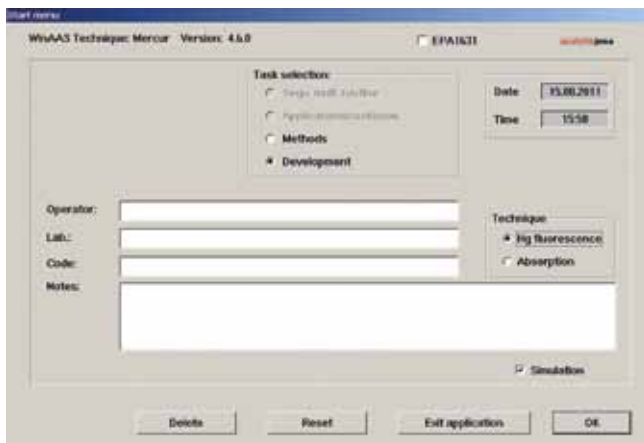 Start menu
WinAAS Technique: Mercur Version: 4.6.0
EPA1631
analytikjena
Task selection:
Methods
Development
Date 15.08.2011
Time 15:50
Operator:
Lab.:
Code:
Notes:
Technique
Hg fluorescence
Absorption
Simulation
Delete Reset Exit application OK